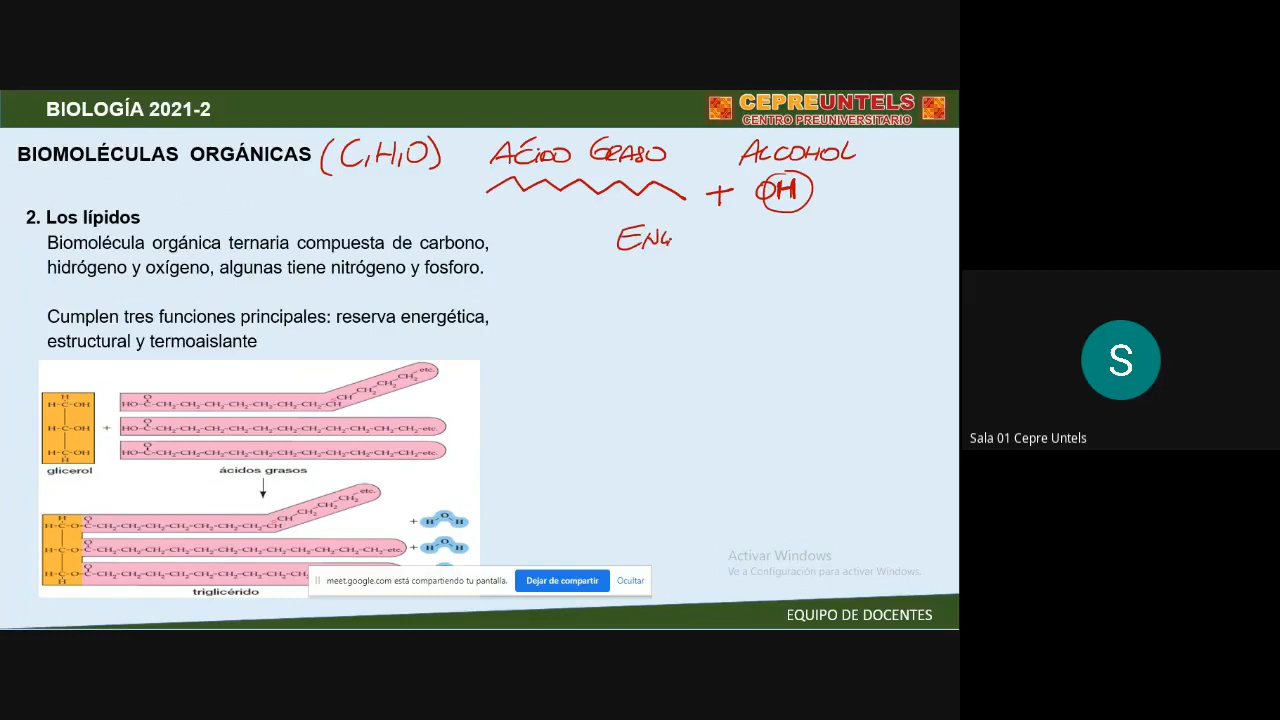 BIOLOGÍA 2021-2
CEPREUNTELS
CENTRO PREUNIVERSITARIO
BIOMOLÉCULAS ORGÁNICAS (C,H,O) ÁCIDO GRASO ALCOHOL
+ OH
2. Los lípidos
Biomolécula orgánica ternaria compuesta de carbono,
hidrógeno y oxígeno, algunas tiene nitrógeno y fosforo.
Cumplen tres funciones principales: reserva energética,
estructural y termoaislante
glicerol
ácidos grasos
triglicérido
meet.google.com está compartiendo tu pantalla. Dejar de compartir Ocultar
Activar Windows
Ve a Configuración para activar Windows.
EQUIPO DE DOCENTES
S
Sala 01 Cepre Untels